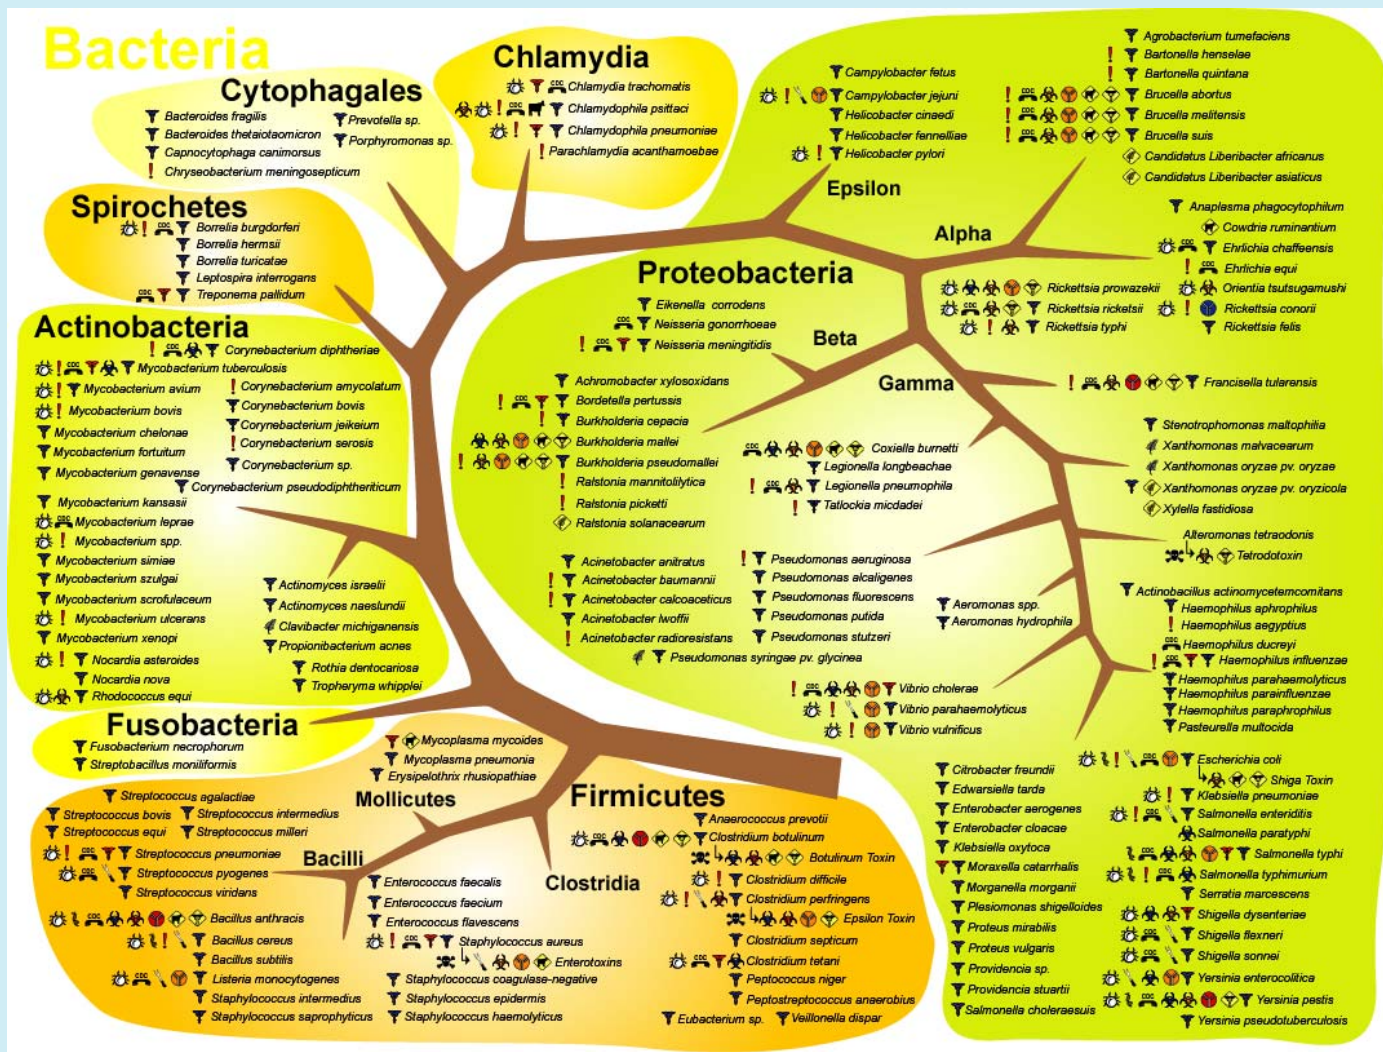 Bacteria
Cytophagales
Bacteroides fragilis
Bacteroides thetaiotaomicron
Capnocytophaga canimorsus
Chryseobacterium meningosepticum
Prevotella sp.
Porphyromonas sp.
Chlamydia
Chlamydia trachomatis
Chlamydophila psittaci
Chlamydophila pneumoniae
Parachlamydia acanthamoebae
Spirochetes
Borrelia burgdorferi
Borrelia hermsii
Borrelia turicatae
Leptospira interrogans
Treponema pallidum
Actinobacteria
Corynebacterium diphtheriae
Mycobacterium tuberculosis
Mycobacterium avium
Mycobacterium bovis
Mycobacterium chelonae
Mycobacterium fortuitum
Mycobacterium genavense
Corynebacterium amycolatum
Corynebacterium bovis
Corynebacterium jeikeium
Corynebacterium serosis
Corynebacterium sp.
Corynebacterium pseudodiphtheriticum
Mycobacterium kansasii
Mycobacterium leprae
Mycobacterium spp.
Mycobacterium simiae
Mycobacterium szulgai
Mycobacterium scrofulaceum
Mycobacterium ulcerans
Mycobacterium xenopi
Nocardia asteroides
Nocardia nova
Rhodococcus equi
Actinomyces israelii
Actinomyces naeslundii
Clavibacter michiganensis
Propionibacterium acnes
Rothia dentocariosa
Tropheryma whipplei
Fusobacteria
Fusobacterium necrophorum
Streptobacillus moniliformis
Proteobacteria
Epsilon
Campylobacter fetus
Campylobacter jejuni
Helicobacter cinaedi
Helicobacter fennelliae
Helicobacter pylori
Alpha
Agrobacterium tumefaciens
Bartonella henselae
Bartonella quintana
Brucella abortus
Brucella melitensis
Brucella suis
Candidatus Liberibacter africanus
Candidatus Liberibacter asiaticus
Anaplasma phagocytophilum
Cowdria ruminantium
Ehrlichia chaffeensis
Ehrlichia equi
Orientia tsutsugamushi
Rickettsia conorii
Rickettsia felis
Rickettsia prowazekii
Rickettsia ricketsii
Rickettsia typhi
Beta
Eikenella corrodens
Neisseria gonorrhoeae
Neisseria meningitidis
Achromobacter xylosoxidans
Bordetella pertussis
Burkholderia cepacia
Burkholderia mallei
Burkholderia pseudomallei
Ralstonia mannitolilytica
Ralstonia picketti
Ralstonia solanacearum
Gamma
Francisella tularensis
Coxiella burnetti
Legionella longbeachae
Legionella pneumophila
Tatlockia micdadei
Stenotrophomonas maltophilia
Xanthomonas malvacearum
Xanthomonas oryzae pv. oryzae
Xanthomonas oryzae pv. oryzicola
Xylella fastidiosa
Alteromonas tetraodonis
Tetrodotoxin
Acinetobacter anitratus
Acinetobacter baumannii
Acinetobacter calcoaceticus
Acinetobacter lwoffii
Acinetobacter radioresistans
Pseudomonas aeruginosa
Pseudomonas alcaligenes
Pseudomonas fluorescens
Pseudomonas putida
Pseudomonas stutzeri
Pseudomonas syringae pv. glycinea
Aeromonas spp.
Aeromonas hydrophila
Actinobacillus actinomycetemcomitans
Haemophilus aphrophilus
Haemophilus aegyptius
Haemophilus ducreyi
Haemophilus influenzae
Haemophilus parahaemolyticus
Haemophilus parainfluenzae
Haemophilus paraphrophilus
Pasteurella multocida
Vibrio cholerae
Vibrio parahaemolyticus
Vibrio vulnificus
Citrobacter freundii
Edwarsiella tarda
Enterobacter aerogenes
Enterobacter cloacae
Klebsiella oxytoca
Moraxella catarrhalis
Morganella morganii
Plesiomonas shigelloides
Proteus mirabilis
Proteus vulgaris
Providencia sp.
Providencia stuartii
Salmonella choleraesuis
Escherichia coli
Shiga Toxin
Klebsiella pneumoniae
Salmonella enteriditis
Salmonella paratyphi
Salmonella typhi
Salmonella typhimurium
Serratia marcescens
Shigella dysenteriae
Shigella flexneri
Shigella sonnei
Yersinia enterocolitica
Yersinia pestis
Yersinia pseudotuberculosis
Firmicutes
Mollicutes
Mycoplasma mycoides
Mycoplasma pneumonia
Erysipelothrix rhusiopathiae
Bacilli
Streptococcus agalactiae
Streptococcus bovis
Streptococcus intermedius
Streptococcus equi
Streptococcus milleri
Streptococcus pneumoniae
Streptococcus pyogenes
Streptococcus viridans
Bacillus anthracis
Bacillus cereus
Bacillus subtilis
Listeria monocytogenes
Staphylococcus intermedius
Staphylococcus saprophyticus
Enterococcus faecalis
Enterococcus faecium
Enterococcus flavescens
Staphylococcus aureus
Enterotoxins
Staphylococcus coagulase-negative
Staphylococcus epidermis
Staphylococcus haemolyticus
Clostridia
Anaerococcus prevotii
Clostridium botulinum
Botulinum Toxin
Clostridium difficile
Clostridium perfringens
Epsilon Toxin
Clostridium septicum
Clostridium tetani
Peptococcus niger
Peptostreptococcus anaerobius
Eubacterium sp.
Veillonella dispar